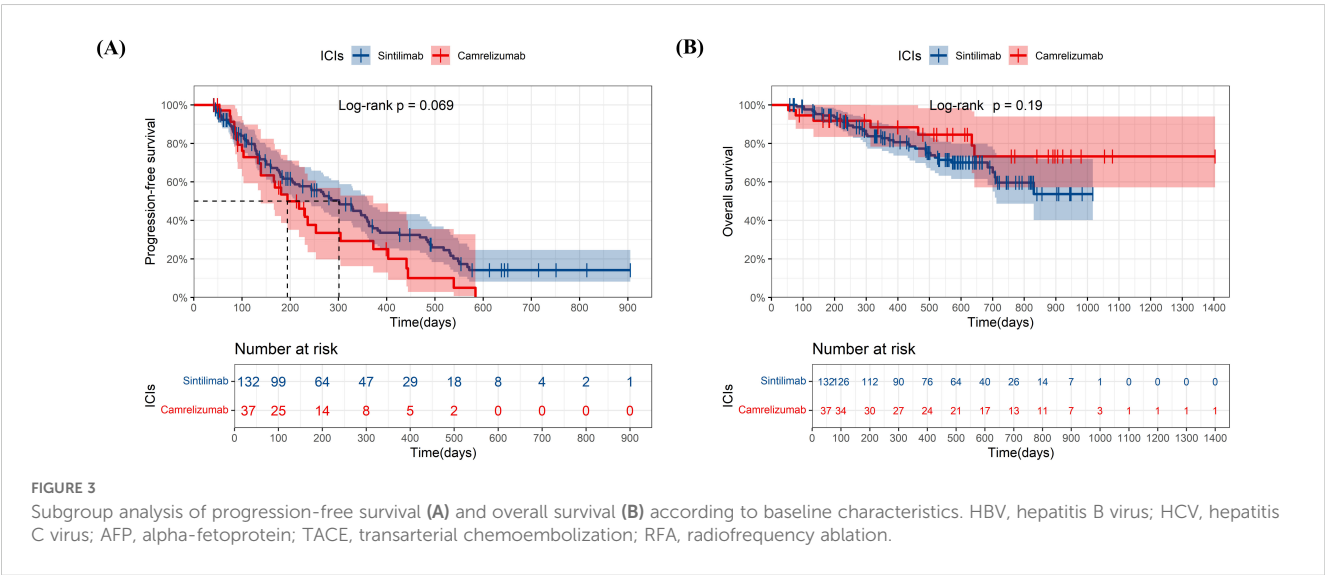 (A)
ICIs Sintilimab Camrelizumab
Log-rank p = 0.069
Progression-free survival
100%
80%
60%
40%
20%
0%
0 100 200 300 400 500 600 700 800 900
Time(days)
Number at risk
ICIs
Sintilimab 132 99 64 47 29 18 8 4 2 1
Camrelizumab 37 25 14 8 5 2 0 0 0 0
0 100 200 300 400 500 600 700 800 900
Time(days)
(B)
ICIs Sintilimab Camrelizumab
Log-rank p = 0.19
Overall survival
100%
80%
60%
40%
20%
0%
0 100 200 300 400 500 600 700 800 900 1000 1100 1200 1300 1400
Time(days)
Number at risk
ICIs
Sintilimab 132 126 112 90 76 64 40 26 14 7 1 0 0 0 0
Camrelizumab 37 34 30 27 24 21 17 13 11 7 3 1 1 1 1
0 100 200 300 400 500 600 700 800 900 1000 1100 1200 1300 1400
Time(days)
FIGURE 3
Subgroup analysis of progression-free survival (A) and overall survival (B) according to baseline characteristics. HBV, hepatitis B virus; HCV, hepatitis
C virus; AFP, alpha-fetoprotein; TACE, transarterial chemoembolization; RFA, radiofrequency ablation.